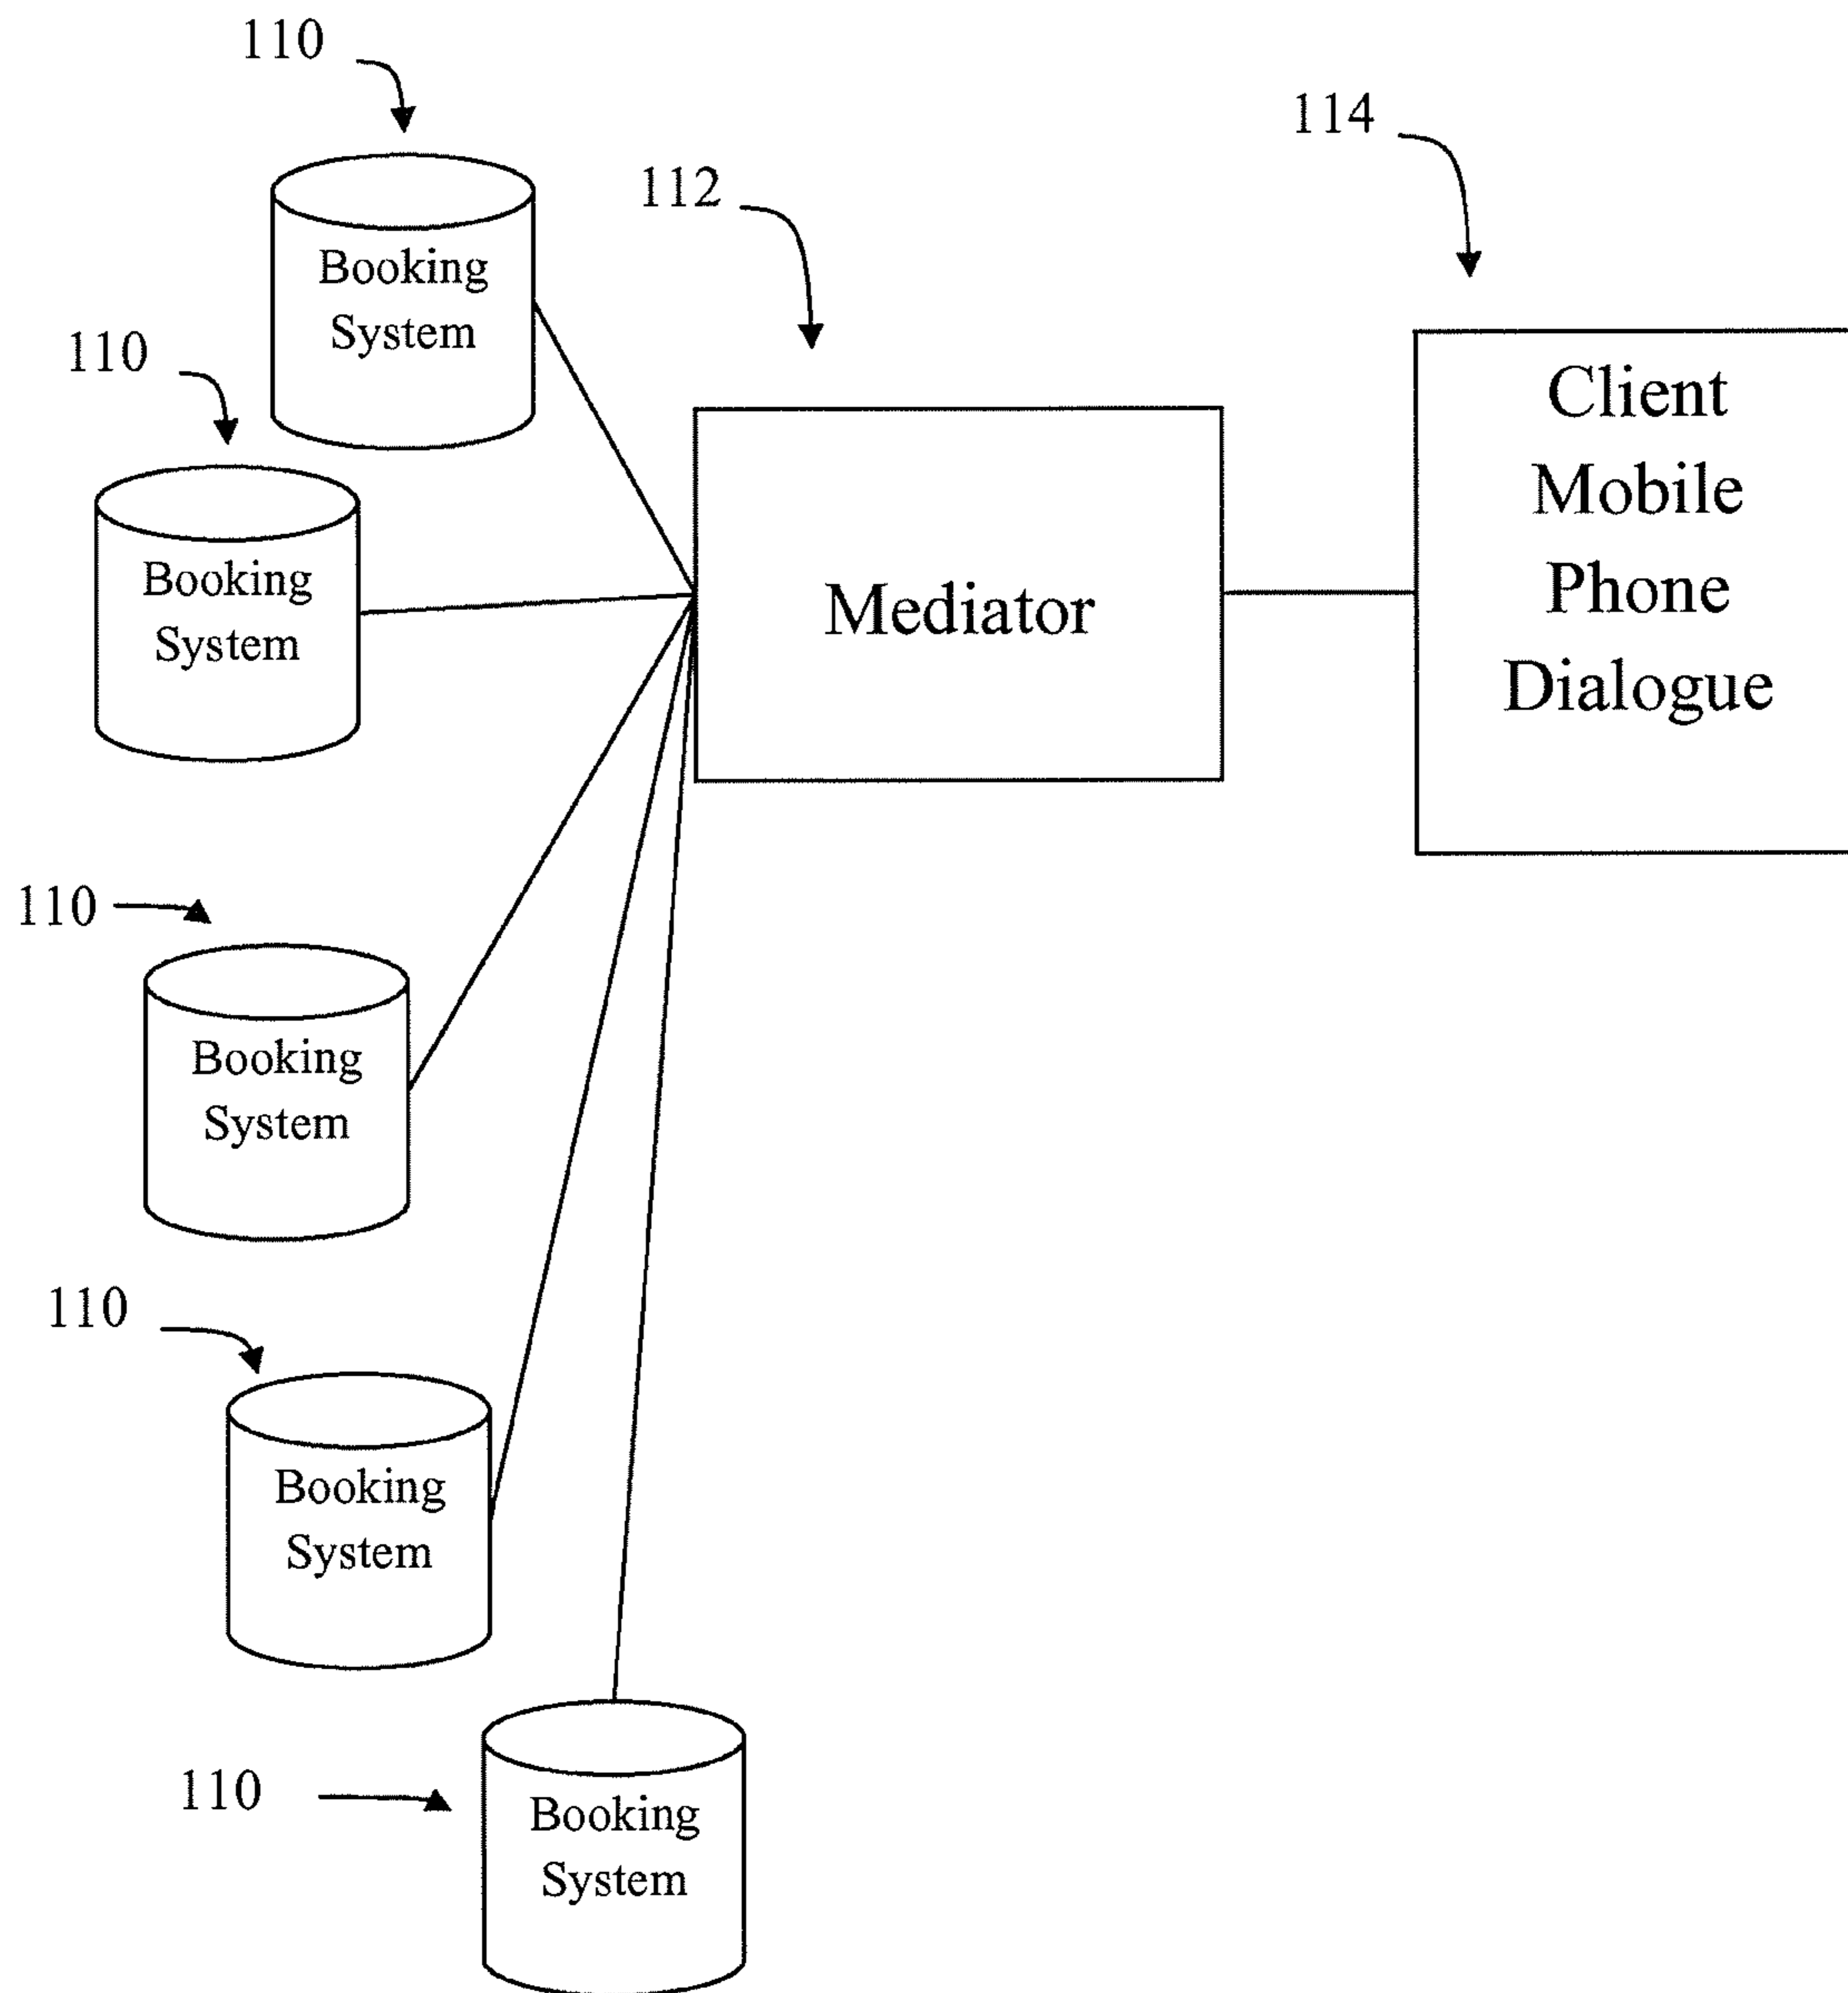 110
114
112
Booking
System
110
Client
Mobile
Phone
Dialogue
Booking
System
Mediator
110
Booking
System
110
Booking
System
110
Booking
System